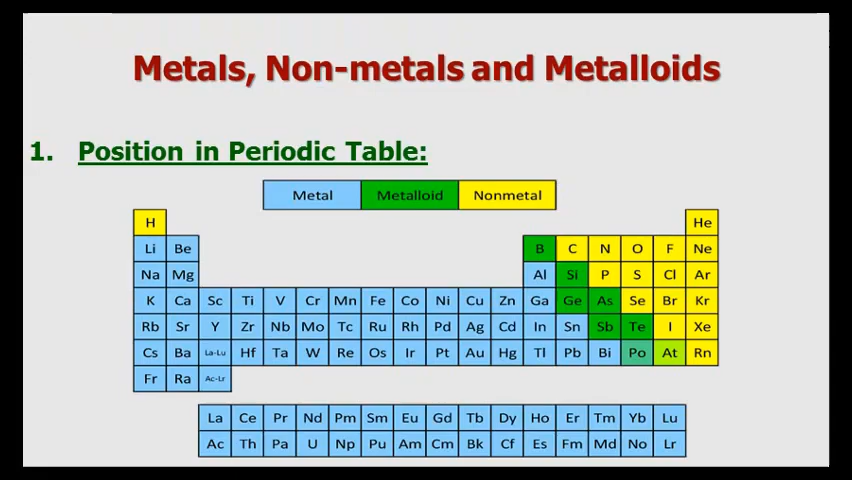 Metals, Non-metals and Metalloids
1. Position in Periodic Table:
Metal Metalloid Nonmetal
H He
Li Be B C N O F Ne
Na Mg Al Si P S Cl Ar
K Ca Sc Ti V Cr Mn Fe Co Ni Cu Zn Ga Ge As Se Br Kr
Rb Sr Y Zr Nb Mo Tc Ru Rh Pd Ag Cd In Sn Sb Te I Xe
Cs Ba La-Lu Hf Ta W Re Os Ir Pt Au Hg Tl Pb Bi Po At Rn
Fr Ra Ac-Lr
La Ce Pr Nd Pm Sm Eu Gd Tb Dy Ho Er Tm Yb Lu
Ac Th Pa U Np Pu Am Cm Bk Cf Es Fm Md No Lr